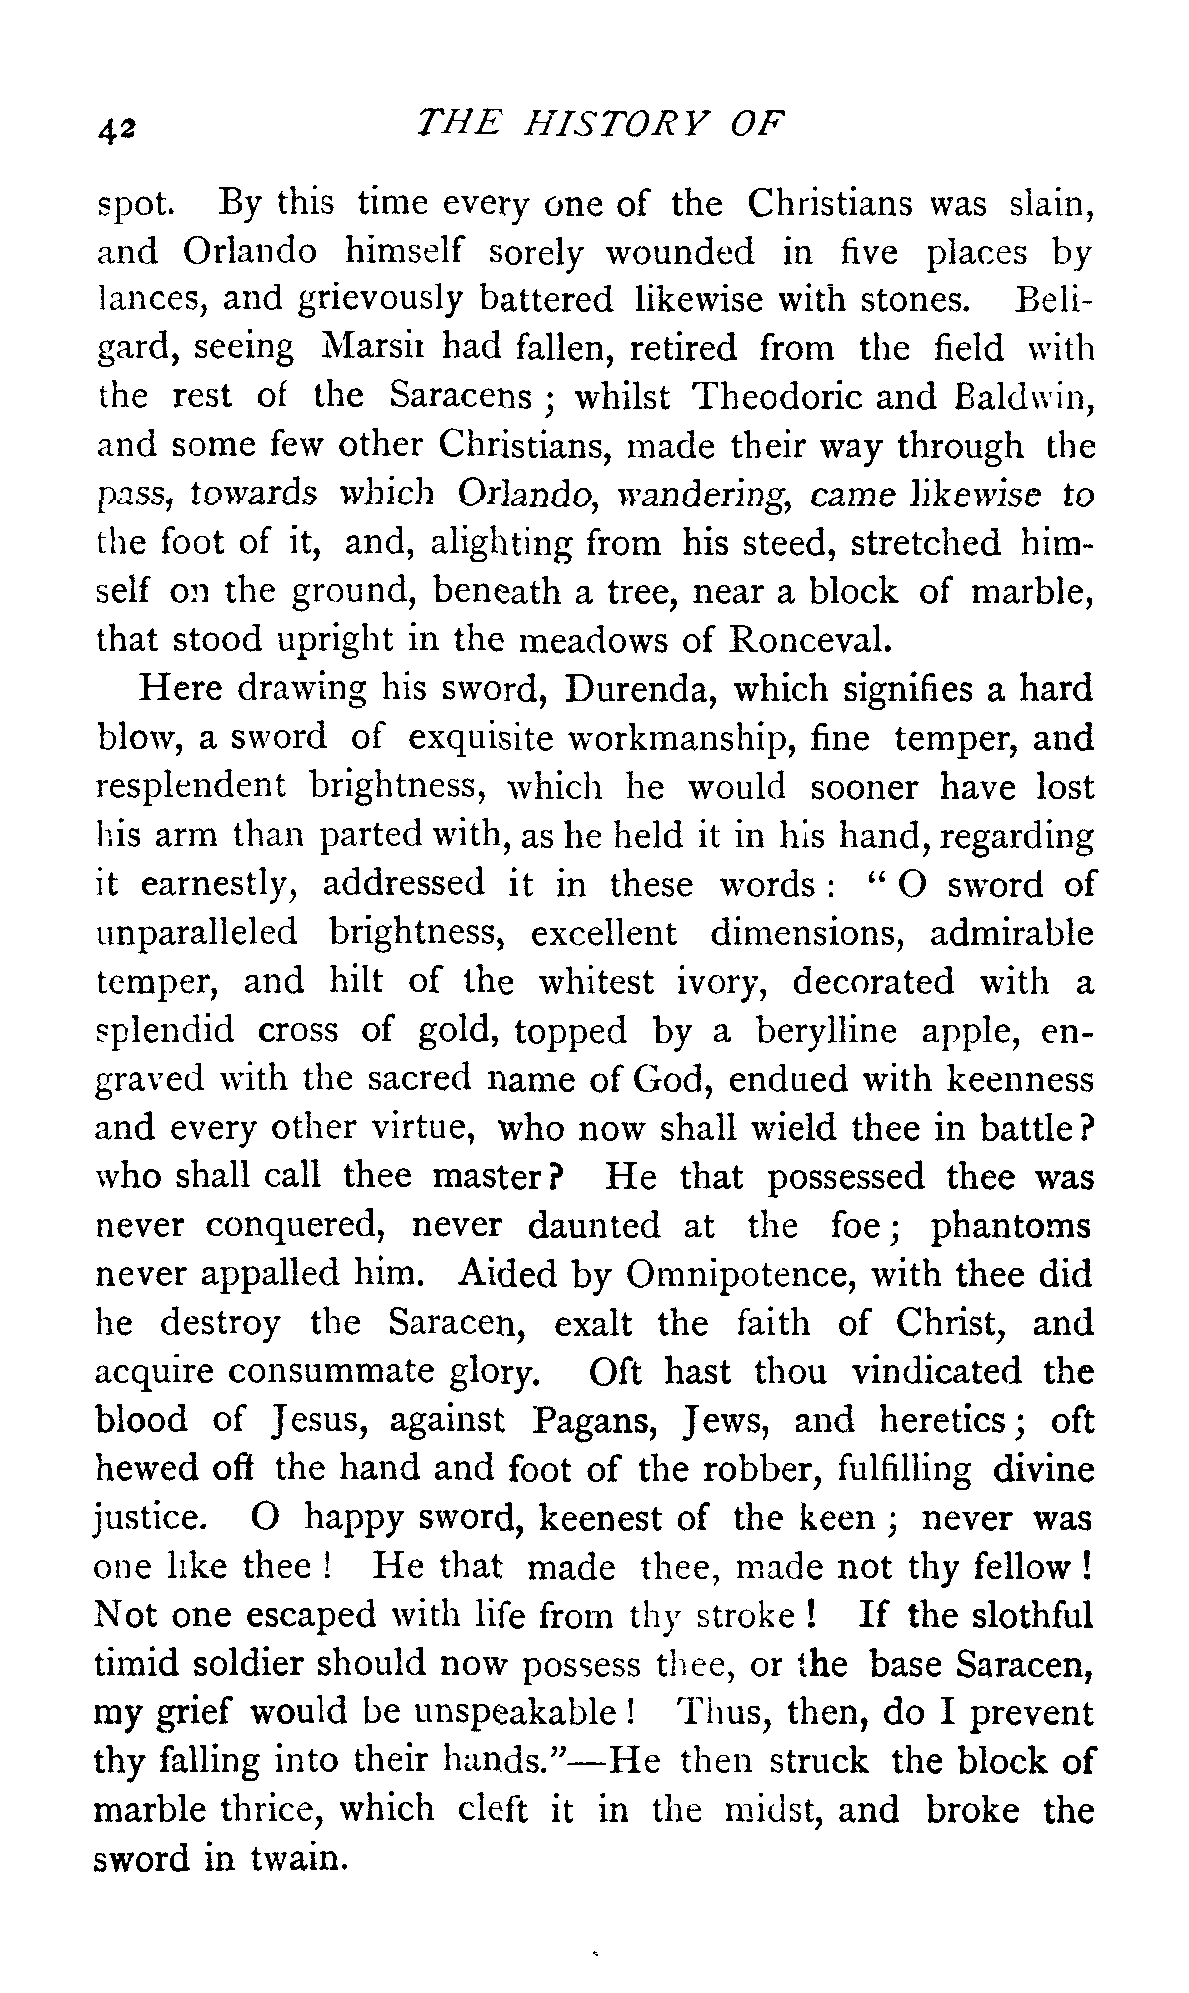 42 THE HISTORY OF
spot. By this time every one of the Christians was slain,
and Orlando himself sorely wounded in five places by
lances, and grievously battered likewise with stones. Beli-
gard, seeing Marsir had fallen, retired from the field with
the rest of the Saracens ; whilst Theodoric and Baldwin,
and some few other Christians, made their way through the
pass, towards which Orlando, wandering, came likewise to
the foot of it, and, alighting from his steed, stretched him-
self on the ground, beneath a tree, near a block of marble,
that stood upright in the meadows of Ronceval.
Here drawing his sword, Durenda, which signifies a hard
blow, a sword of exquisite workmanship, fine temper, and
resplendent brightness, which he would sooner have lost
his arm than parted with, as he held it in his hand, regarding
it earnestly, addressed it in these words : “ O sword of
unparalleled brightness, excellent dimensions, admirable
temper, and hilt of the whitest ivory, decorated with a
splendid cross of gold, topped by a berylline apple, en-
graved with the sacred name of God, endued with keenness
and every other virtue, who now shall wield thee in battle?
who shall call thee master? He that possessed thee was
never conquered, never daunted at the foe ; phantoms
never appalled him. Aided by Omnipotence, with thee did
he destroy the Saracen, exalt the faith of Christ, and
acquire consummate glory. Oft hast thou vindicated the
blood of Jesus, against Pagans, Jews, and heretics ; oft
hewed off the hand and foot of the robber, fulfilling divine
justice. O happy sword, keenest of the keen ; never was
one like thee ! He that made thee, made not thy fellow !
Not one escaped with life from thy stroke ! If the slothful
timid soldier should now possess thee, or the base Saracen,
my grief would be unspeakable ! Thus, then, do I prevent
thy falling into their hands.”—He then struck the block of
marble thrice, which cleft it in the midst, and broke the
sword in twain.